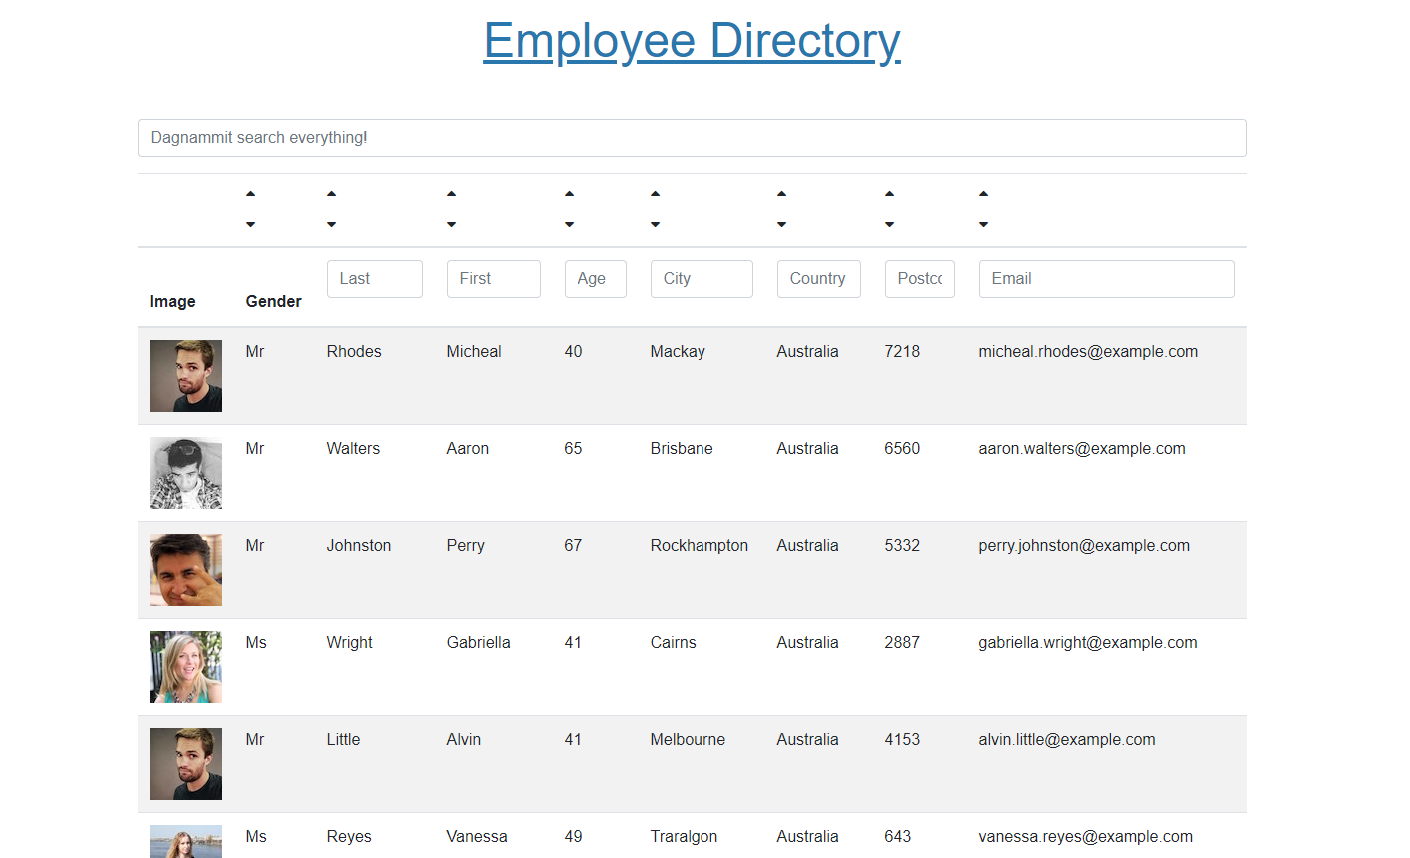 Employee Directory
Dagnammit search everything!
Image Gender Last First Age City Country Postcc Email
Mr Rhodes Micheal 40 Mackay Australia 7218 micheal.rhodes@example.com
Mr Walters Aaron 65 Brisbane Australia 6560 aaron.walters@example.com
Mr Johnston Perry 67 Rockhampton Australia 5332 perry.johnston@example.com
Ms Wright Gabriella 41 Cairns Australia 2887 gabriella.wright@example.com
Mr Little Alvin 41 Melbourne Australia 4153 alvin.little@example.com
Ms Reyes Vanessa 49 Traralgon Australia 643 vanessa.reyes@example.com